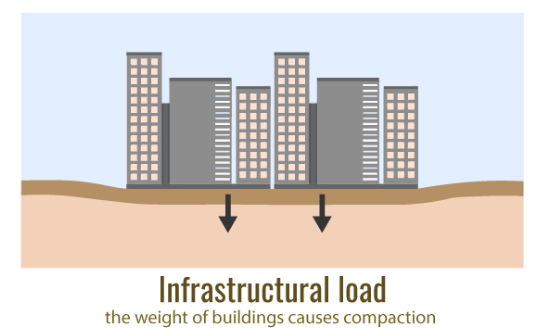 Infrastructural load
the weight of buildings causes compaction